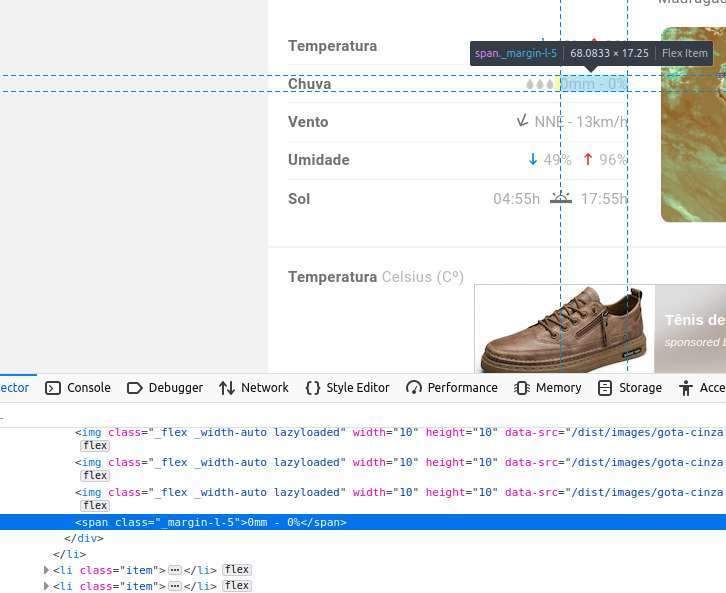 Temperatura
span._margin-l-5 68.0833 × 17.25 Flex Item
Chuva 0mm - 0%
Vento NNE - 13km/h
Umidade 49% 96%
Sol 04:55h 17:55h
Temperatura Celsius (Cº)
Tênis de
sponsored b
ector Console Debugger Network Style Editor Performance Memory Storage Acce
<img class="_flex _width-auto lazyloaded" width="10" height="10" data-src="/dist/images/gota-cinza
flex
<img class="_flex _width-auto lazyloaded" width="10" height="10" data-src="/dist/images/gota-cinza
flex
<img class="_flex _width-auto lazyloaded" width="10" height="10" data-src="/dist/images/gota-cinza
flex
<span class="_margin-l-5">0mm - 0%</span>
</div>
</li>
<li class="item"> ⋯ </li> flex
<li class="item"> ⋯ </li> flex